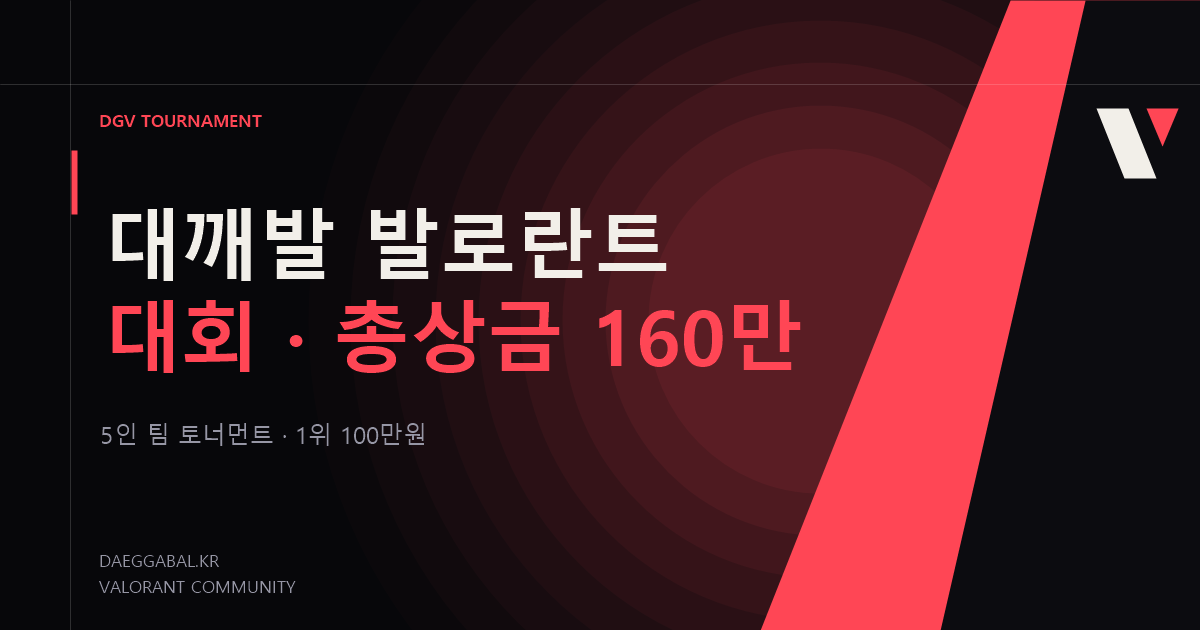 DGV TOURNAMENT
대깨발 발로란트
대회 · 총상금 160만
5인 팀 토너먼트 · 1위 100만원
DAEGGABAL.KR
VALORANT COMMUNITY